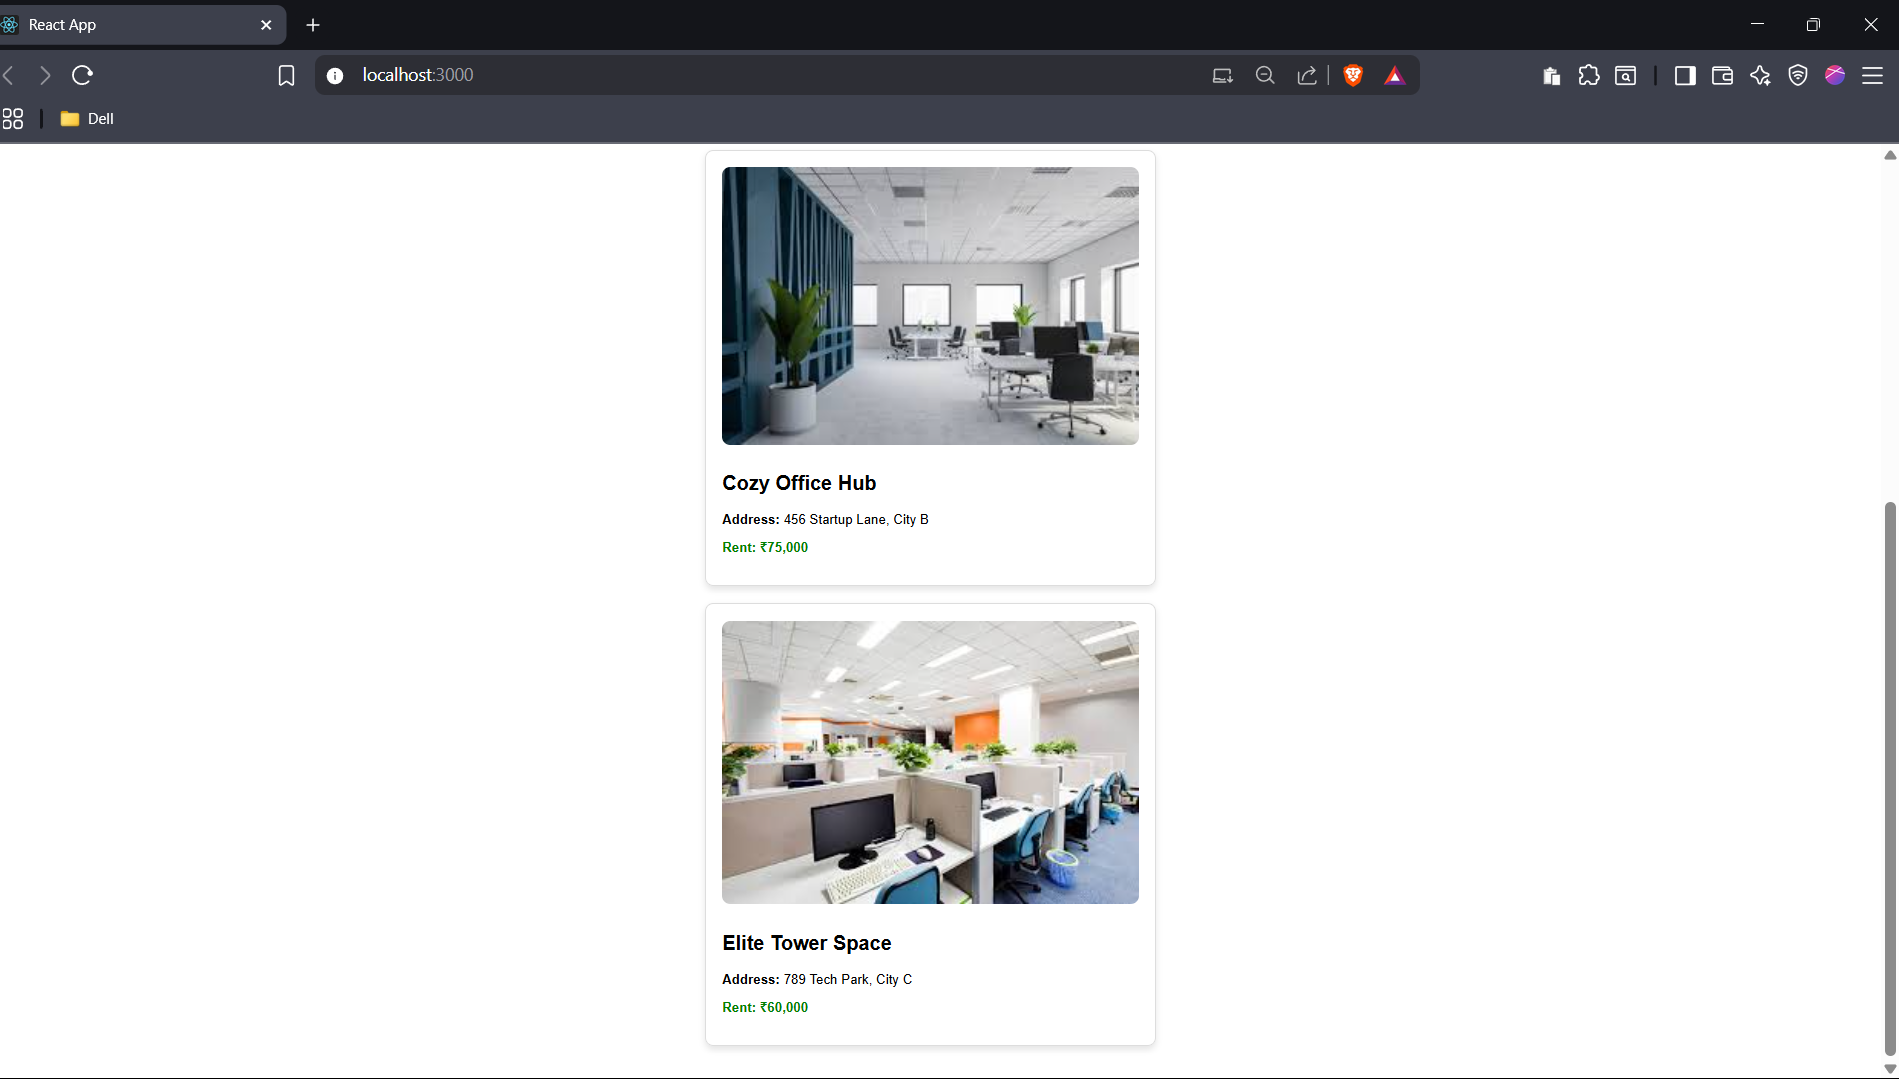 React App
localhost:3000
Dell
Cozy Office Hub
Address: 456 Startup Lane, City B
Rent: ₹75,000
Elite Tower Space
Address: 789 Tech Park, City C
Rent: ₹60,000